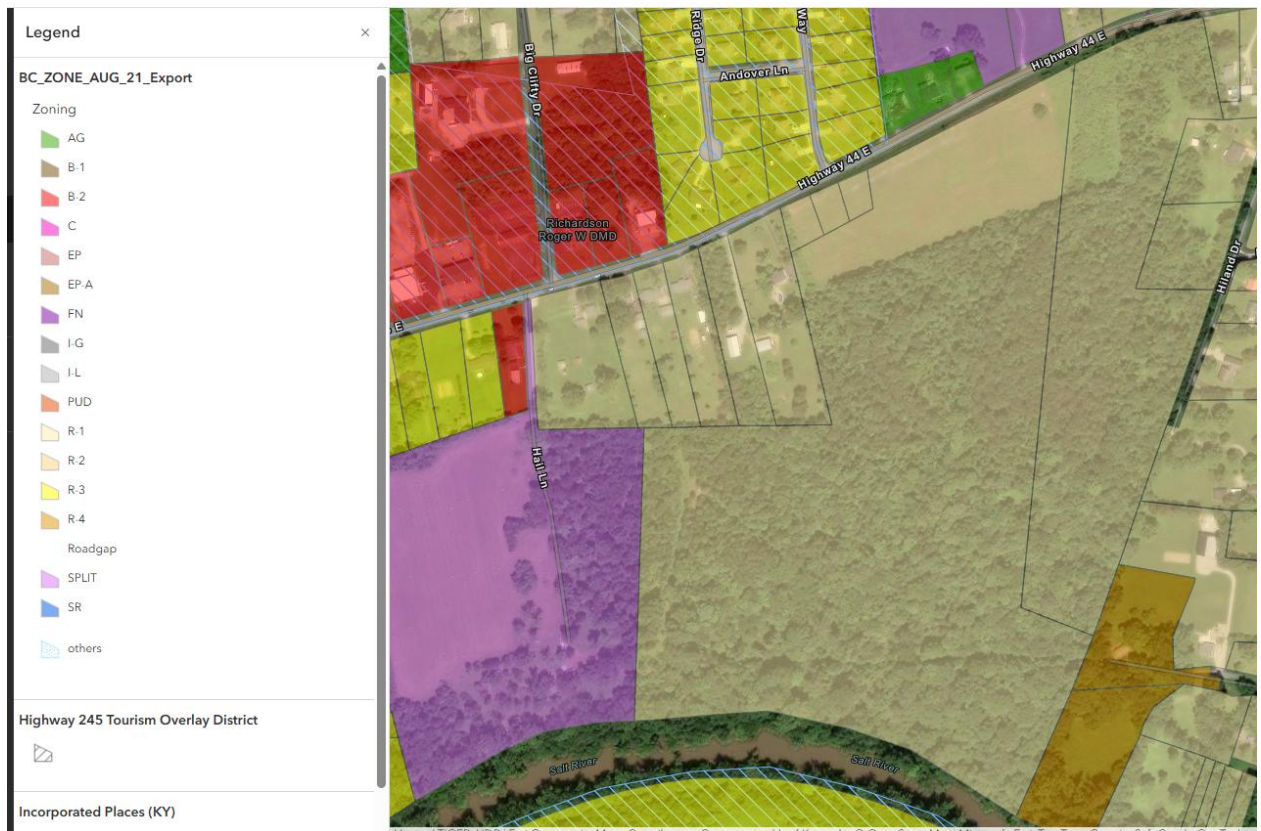 Legend
×
BC_ZONE_AUG_21_Export
Zoning
AG
B-1
B-2
C
EP
EP-A
FN
I-G
I-L
PUD
R-1
R-2
R-3
R-4
Roadgap
SPLIT
SR
others
Highway 245 Tourism Overlay District
Incorporated Places (KY)
Big Clifty Dr
Ridge Dr
Way
Andover Ln
Highway 44 E
Highway 44 E
Richardson
Roger W DMD
E
Hiland Dr
Hall Ln
Salt River
Salt River